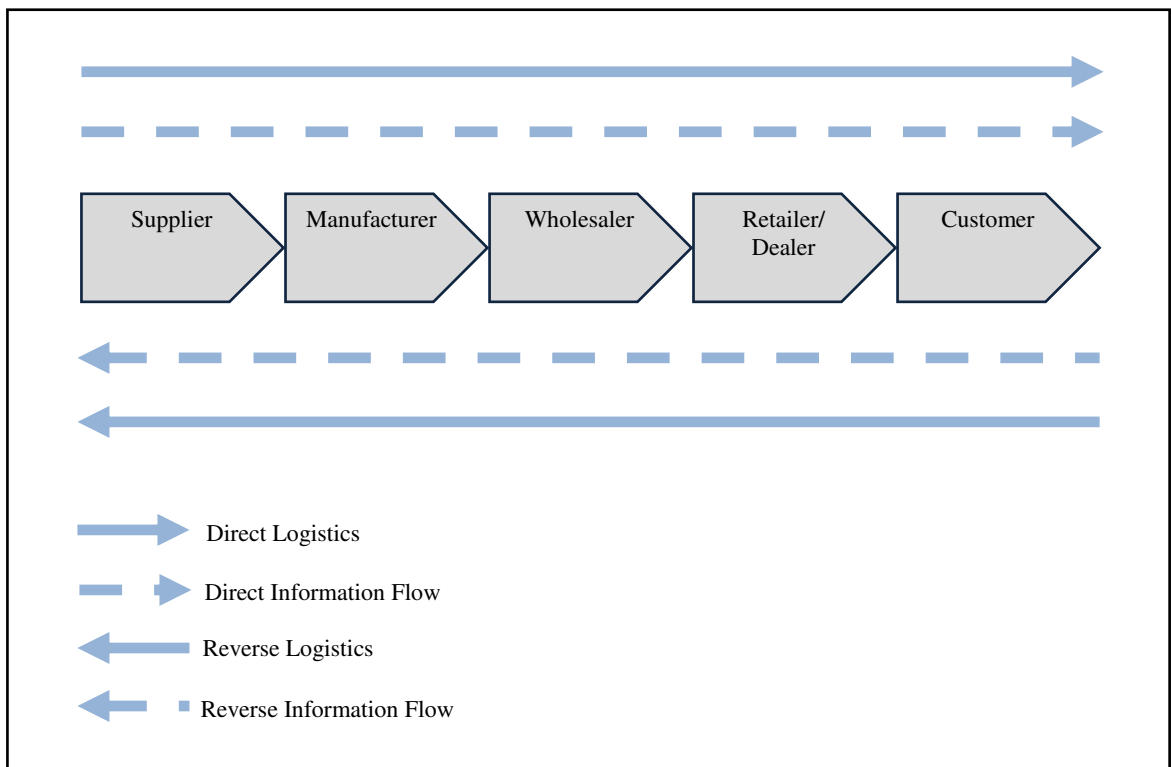 Supplier
Manufacturer
Wholesaler
Retailer/
Dealer
Customer
Direct Logistics
Direct Information Flow
Reverse Logistics
Reverse Information Flow